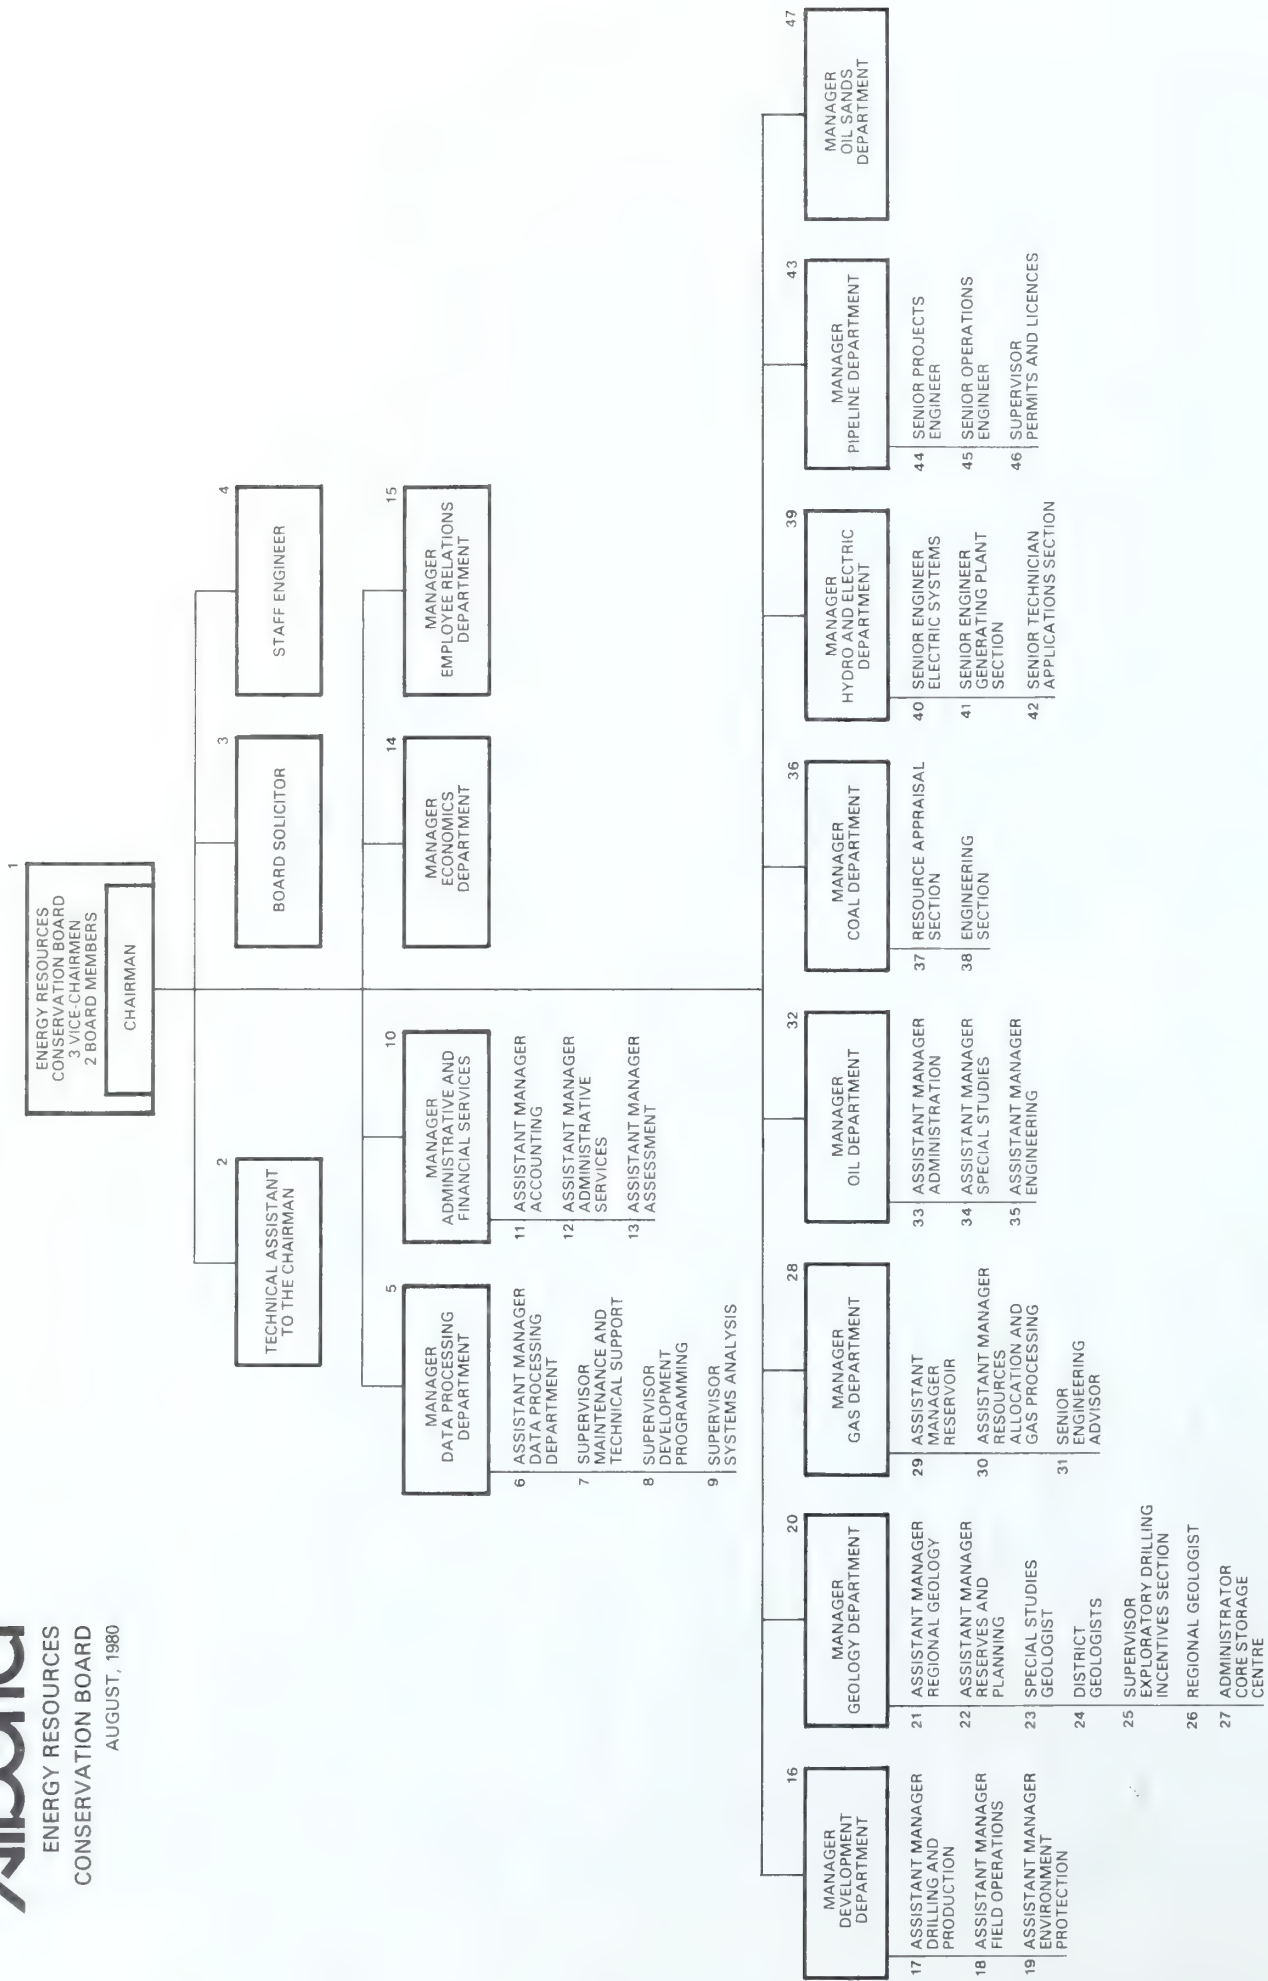 Alberta
ENERGY RESOURCES
CONSERVATION BOARD
AUGUST, 1980
1
ENERGY RESOURCES
CONSERVATION BOARD
3 VICE-CHAIRMEN
2 BOARD MEMBERS
CHAIRMAN
2
TECHNICAL ASSISTANT
TO THE CHAIRMAN
3
BOARD SOLICITOR
4
STAFF ENGINEER
5
MANAGER
DATA PROCESSING
DEPARTMENT
6 ASSISTANT MANAGER
DATA PROCESSING
DEPARTMENT
7 SUPERVISOR
MAINTENANCE AND
TECHNICAL SUPPORT
8 SUPERVISOR
DEVELOPMENT
PROGRAMMING
9 SUPERVISOR
SYSTEMS ANALYSIS
10
MANAGER
ADMINISTRATIVE AND
FINANCIAL SERVICES
11 ASSISTANT MANAGER
ACCOUNTING
12 ASSISTANT MANAGER
ADMINISTRATIVE
SERVICES
13 ASSISTANT MANAGER
ASSESSMENT
14
MANAGER
ECONOMICS
DEPARTMENT
15
MANAGER
EMPLOYEE RELATIONS
DEPARTMENT
16
MANAGER
DEVELOPMENT
DEPARTMENT
17 ASSISTANT MANAGER
DRILLING AND
PRODUCTION
18 ASSISTANT MANAGER
FIELD OPERATIONS
19 ASSISTANT MANAGER
ENVIRONMENT
PROTECTION
20
MANAGER
GEOLOGY DEPARTMENT
21 ASSISTANT MANAGER
REGIONAL GEOLOGY
22 ASSISTANT MANAGER
RESERVES AND
PLANNING
23 SPECIAL STUDIES
GEOLOGIST
24 DISTRICT
GEOLOGISTS
25 SUPERVISOR
EXPLORATORY DRILLING
INCENTIVES SECTION
26 REGIONAL GEOLOGIST
27 ADMINISTRATOR
CORE STORAGE
CENTRE
28
MANAGER
GAS DEPARTMENT
29 ASSISTANT
MANAGER
RESERVOIR
30 ASSISTANT MANAGER
RESOURCES
ALLOCATION AND
GAS PROCESSING
31 SENIOR
ENGINEERING
ADVISOR
32
MANAGER
OIL DEPARTMENT
33 ASSISTANT MANAGER
ADMINISTRATION
34 ASSISTANT MANAGER
SPECIAL STUDIES
35 ASSISTANT MANAGER
ENGINEERING
36
MANAGER
COAL DEPARTMENT
37 RESOURCE APPRAISAL
SECTION
38 ENGINEERING
SECTION
39
MANAGER
HYDRO AND ELECTRIC
DEPARTMENT
40 SENIOR ENGINEER
ELECTRIC SYSTEMS
41 SENIOR ENGINEER
GENERATING PLANT
SECTION
42 SENIOR TECHNICIAN
APPLICATIONS SECTION
43
MANAGER
PIPELINE DEPARTMENT
44 SENIOR PROJECTS
ENGINEER
45 SENIOR OPERATIONS
ENGINEER
46 SUPERVISOR
PERMITS AND LICENCES
47
MANAGER
OIL SANDS
DEPARTMENT